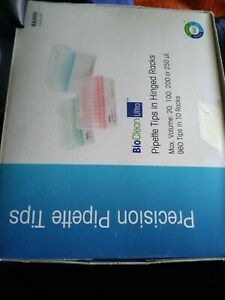 BioClean Ultra™
Pipette Tips in Hinged Racks
Max. Volume: 20, 100, 200 or 250 µL
960 Tips in 10 Racks
Precision Pipette Tips